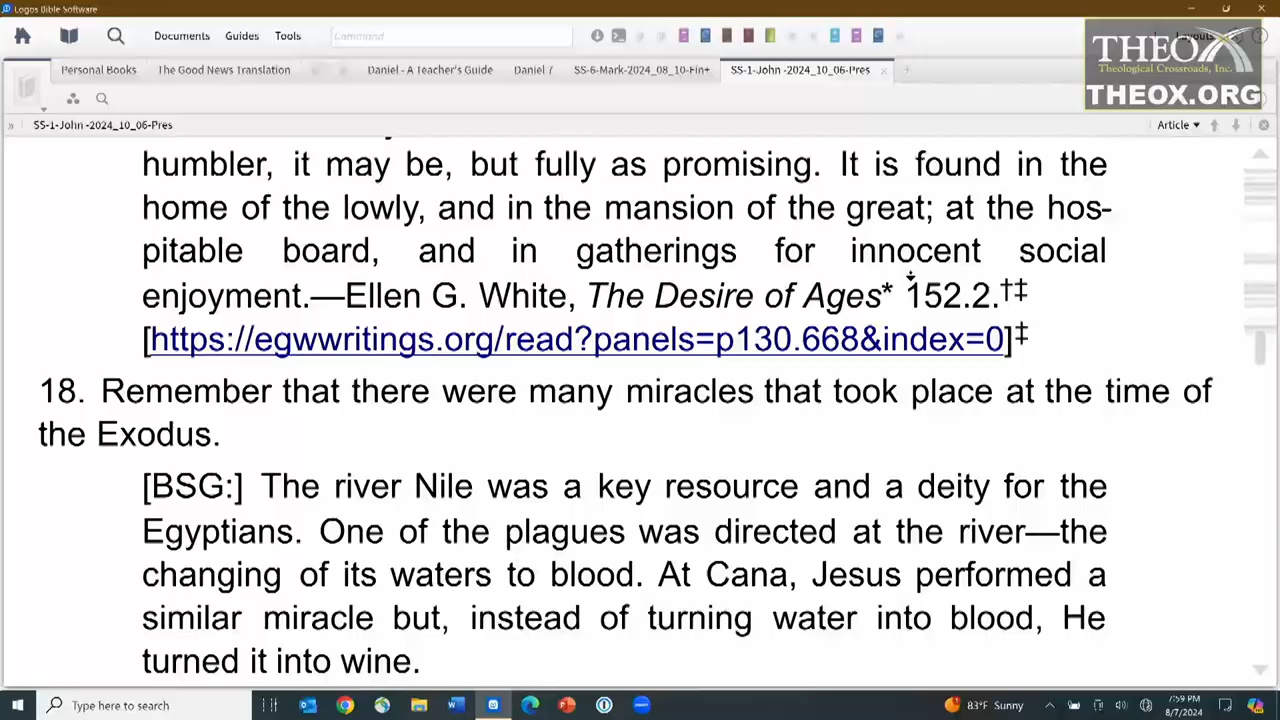 Logos Bible Software
Documents Guides Tools Command Layouts
THEOX
Theological Crossroads, Inc.
THEOX.ORG
Personal Books The Good News Translation Daniel 7 SS-6-Mark-2024_08_10-Fin+ SS-1-John -2024_10_06-Pres
SS-1-John -2024_10_06-Pres Article
humbler, it may be, but fully as promising. It is found in the
home of the lowly, and in the mansion of the great; at the hos-
pitable board, and in gatherings for innocent social
enjoyment.—Ellen G. White, The Desire of Ages* 152.2.†‡
[https://egwwritings.org/read?panels=p130.668&index=0]‡
18. Remember that there were many miracles that took place at the time of
the Exodus.
[BSG:] The river Nile was a key resource and a deity for the
Egyptians. One of the plagues was directed at the river—the
changing of its waters to blood. At Cana, Jesus performed a
similar miracle but, instead of turning water into blood, He
turned it into wine.
Type here to search 83°F Sunny 7:59 PM
8/7/2024